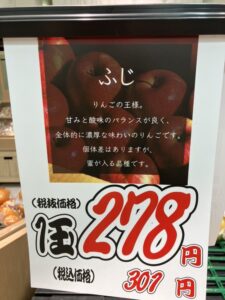 ふじ
りんごの王様。
甘みと酸味のバランスが良く、
全体的に濃厚な味わいのりんごです。
個体差はありますが、
蜜が入る品種です。
(税抜価格)
1玉 278円
(税込価格)
301円